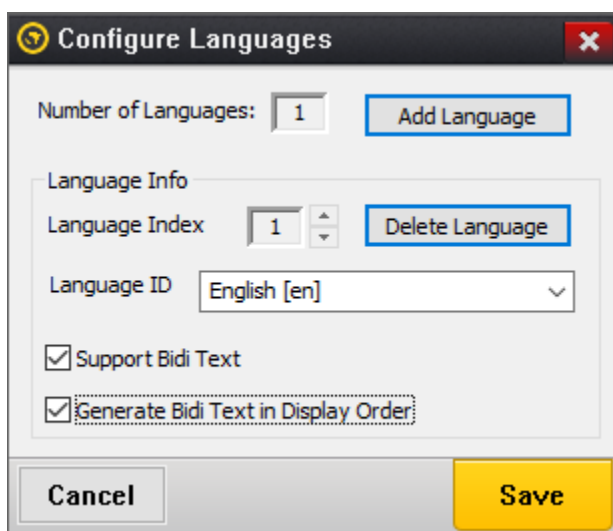 Configure Languages
Number of Languages: 1 Add Language
Language Info
Language Index 1 Delete Language
Language ID English [en]
Support Bidi Text
Generate Bidi Text in Display Order
Cancel Save